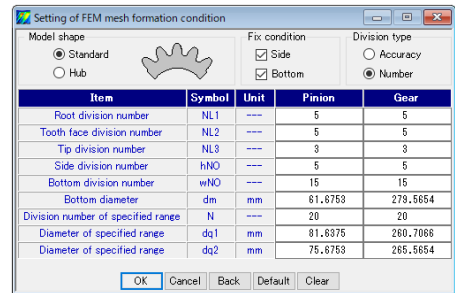 Setting of FEM mesh formation condition
Model shape
Standard
Hub
Fix condition
Side
Bottom
Division type
Accuracy
Number
Item Symbol Unit Pinion Gear
Root division number NL1 --- 5 5
Tooth face division number NL2 --- 5 5
Tip division number NL3 --- 3 3
Side division number hNO --- 5 5
Bottom division number wNO --- 15 15
Bottom diameter dm mm 61.6753 279.5654
Division number of specified range N --- 20 20
Diameter of specified range dq1 mm 81.6375 260.7066
Diameter of specified range dq2 mm 75.6753 265.5654
OK Cancel Back Default Clear